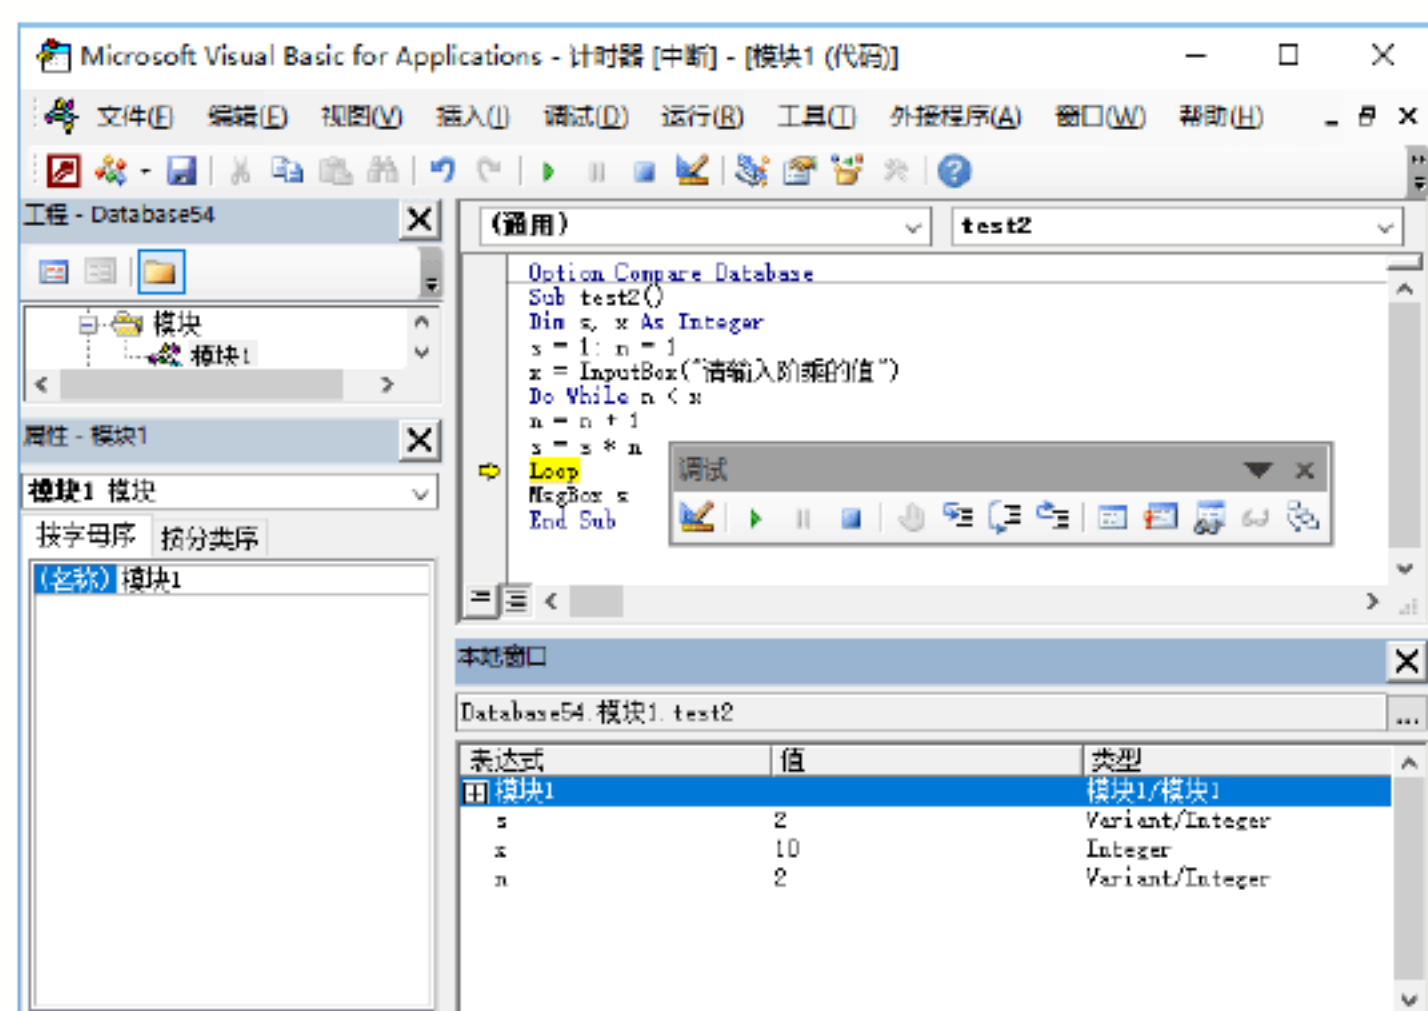 Microsoft Visual Basic for Applications - 计时器 [中断] - [模块1 (代码)]
文件(F) 编辑(E) 视图(V) 插入(I) 调试(D) 运行(R) 工具(T) 外接程序(A) 窗口(W) 帮助(H)
工程 - Database54
(通用)
test2
模块
模块1
Option Compare Database
Sub test2()
Dim s, x As Integer
s = 1: n = 1
x = InputBox("请输入阶乘的值")
Do While n < x
n = n + 1
s = s * n
Loop
MsgBox s
End Sub
调试
属性 - 模块1
模块1 模块
按字母序 按分类序
(名称) 模块1
本地窗口
Database54.模块1.test2
...
表达式 值 类型
模块1 模块1/模块1
s 2 Variant/Integer
x 10 Integer
n 2 Variant/Integer